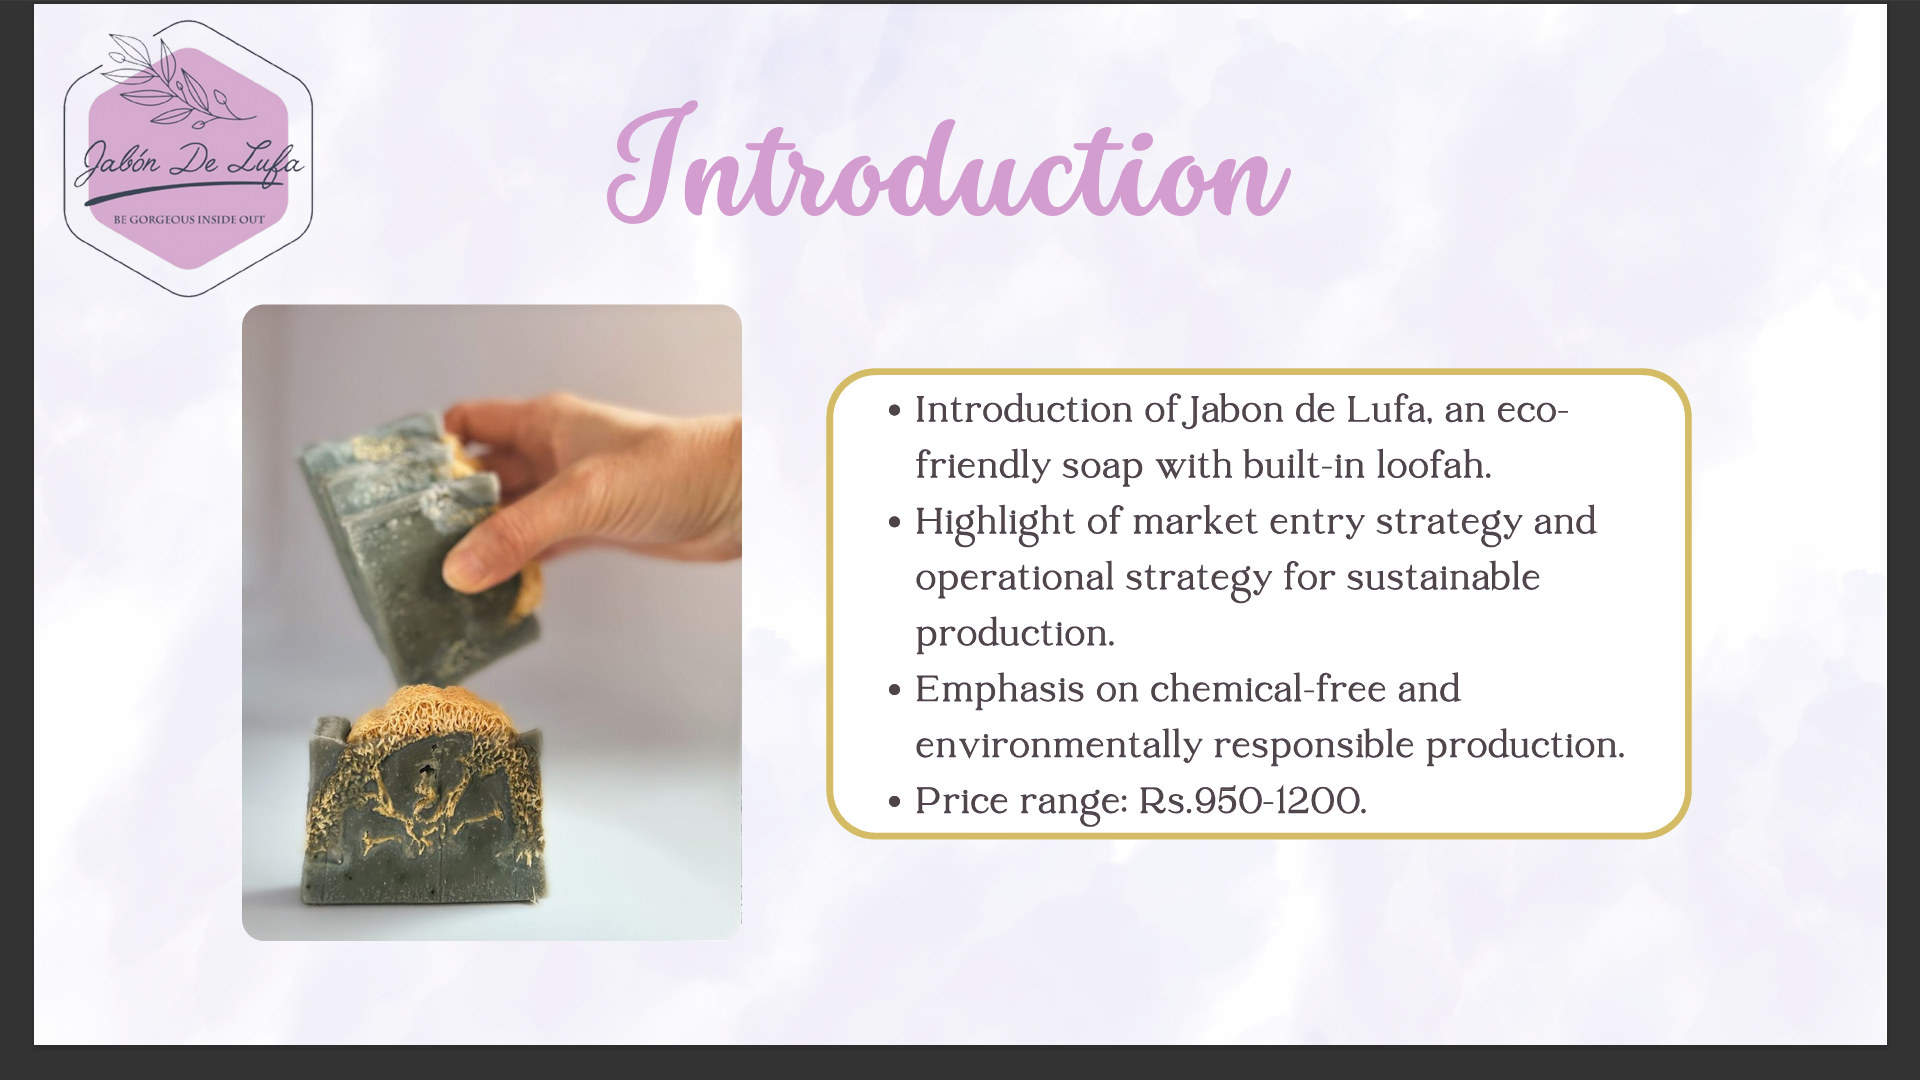 Jabón De Lufa
BE GORGEOUS INSIDE OUT
Introduction
• Introduction of Jabon de Lufa, an eco-
friendly soap with built-in loofah.
• Highlight of market entry strategy and
operational strategy for sustainable
production.
• Emphasis on chemical-free and
environmentally responsible production.
• Price range: Rs.950-1200.